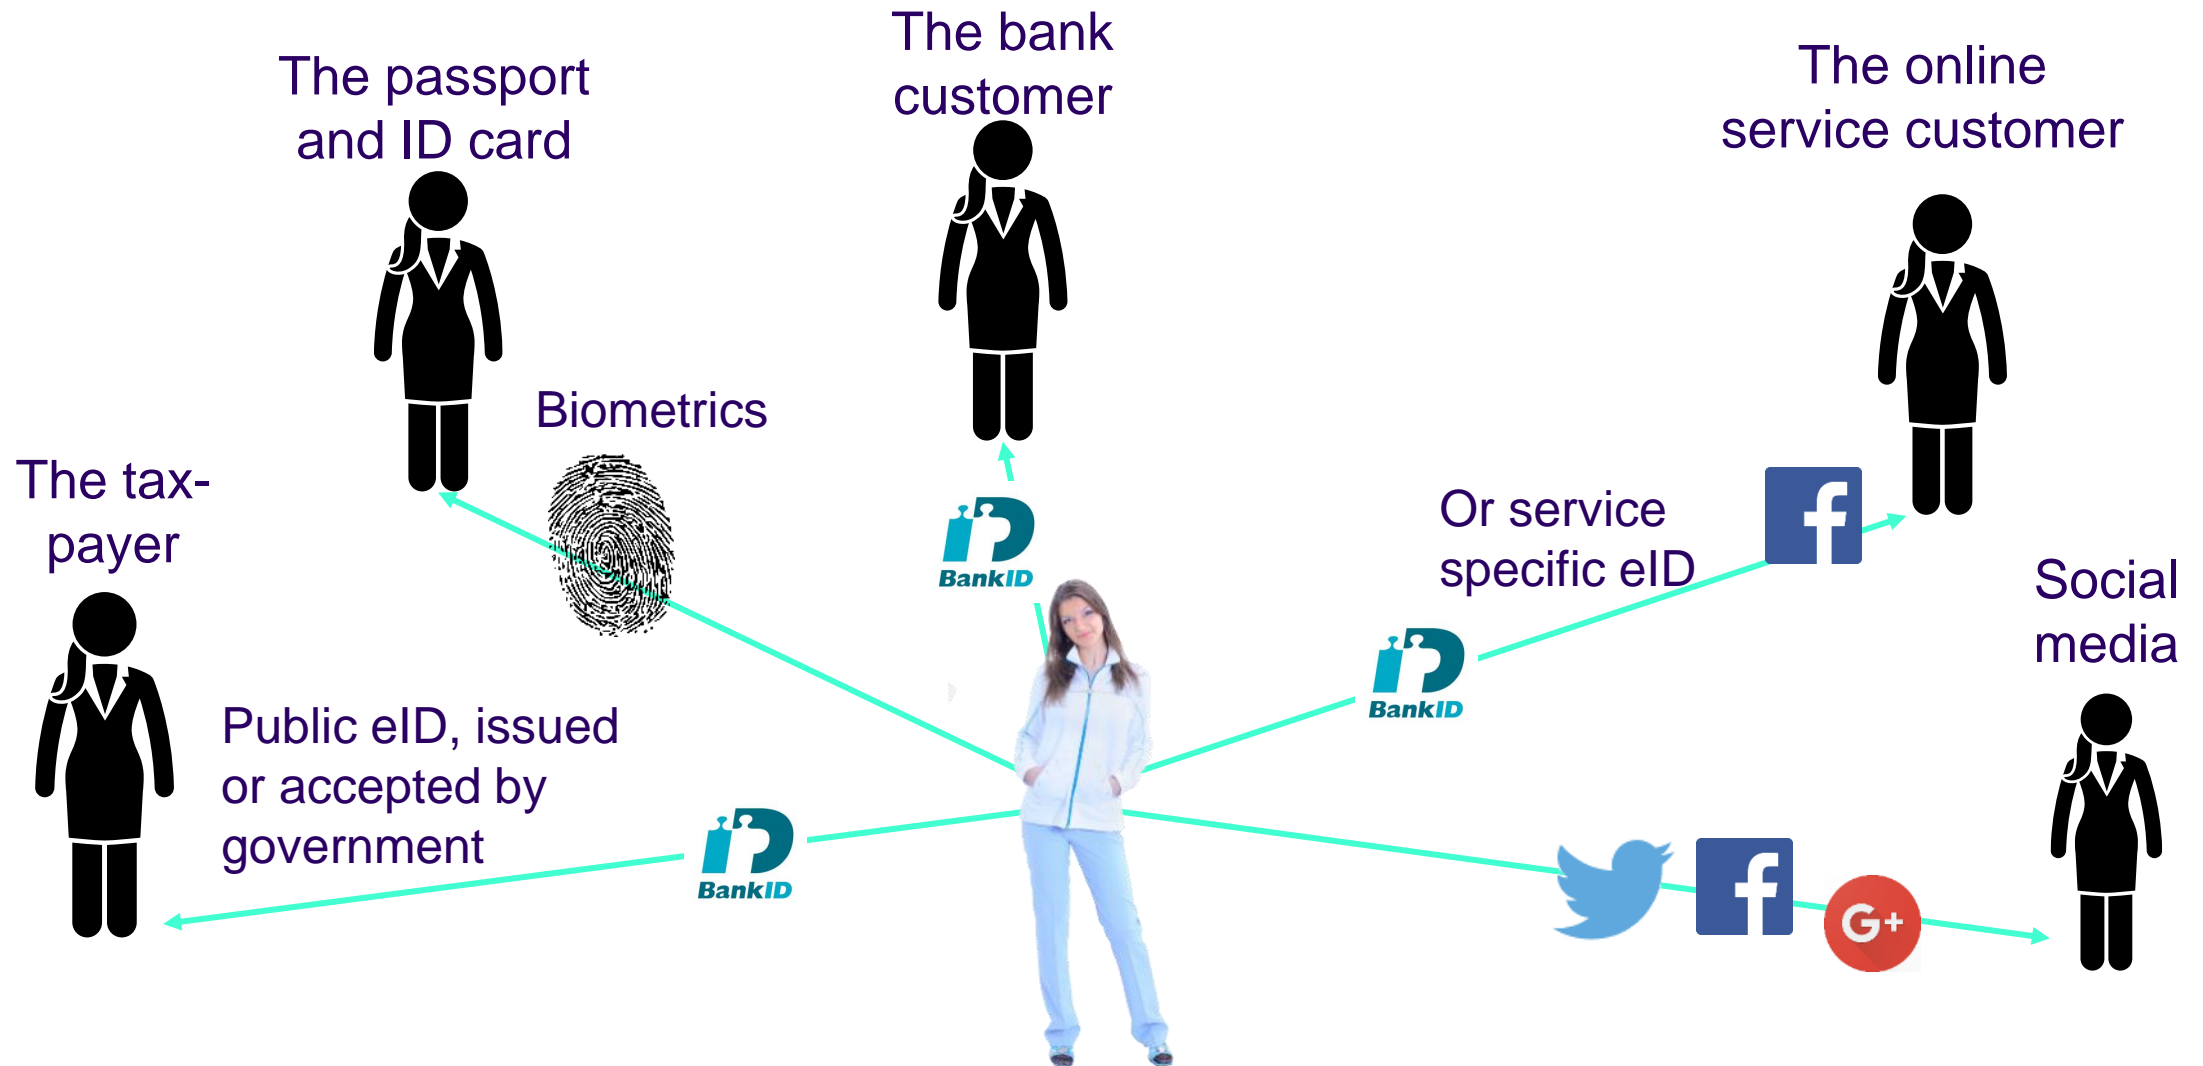 The bank
customer
The passport
and ID card
The online
service customer
Biometrics
The tax-
payer
Or service
specific eID
BankID
Social
media
BankID
Public eID, issued
or accepted by
government
BankID
f
f
G+